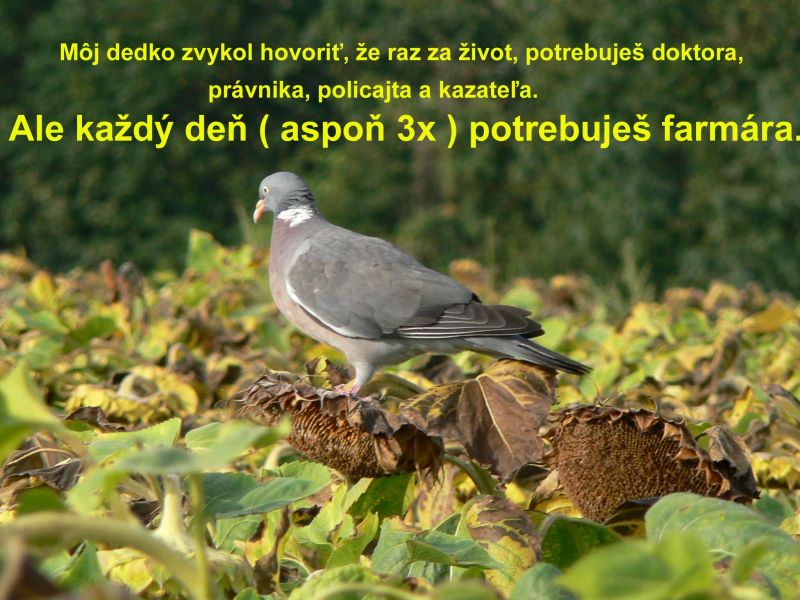 Môj dedko zvykol hovoriť, že raz za život, potrebuješ doktora,
právnika, policajta a kazateľa.
Ale každý deň ( aspoň 3x ) potrebuješ farmára.